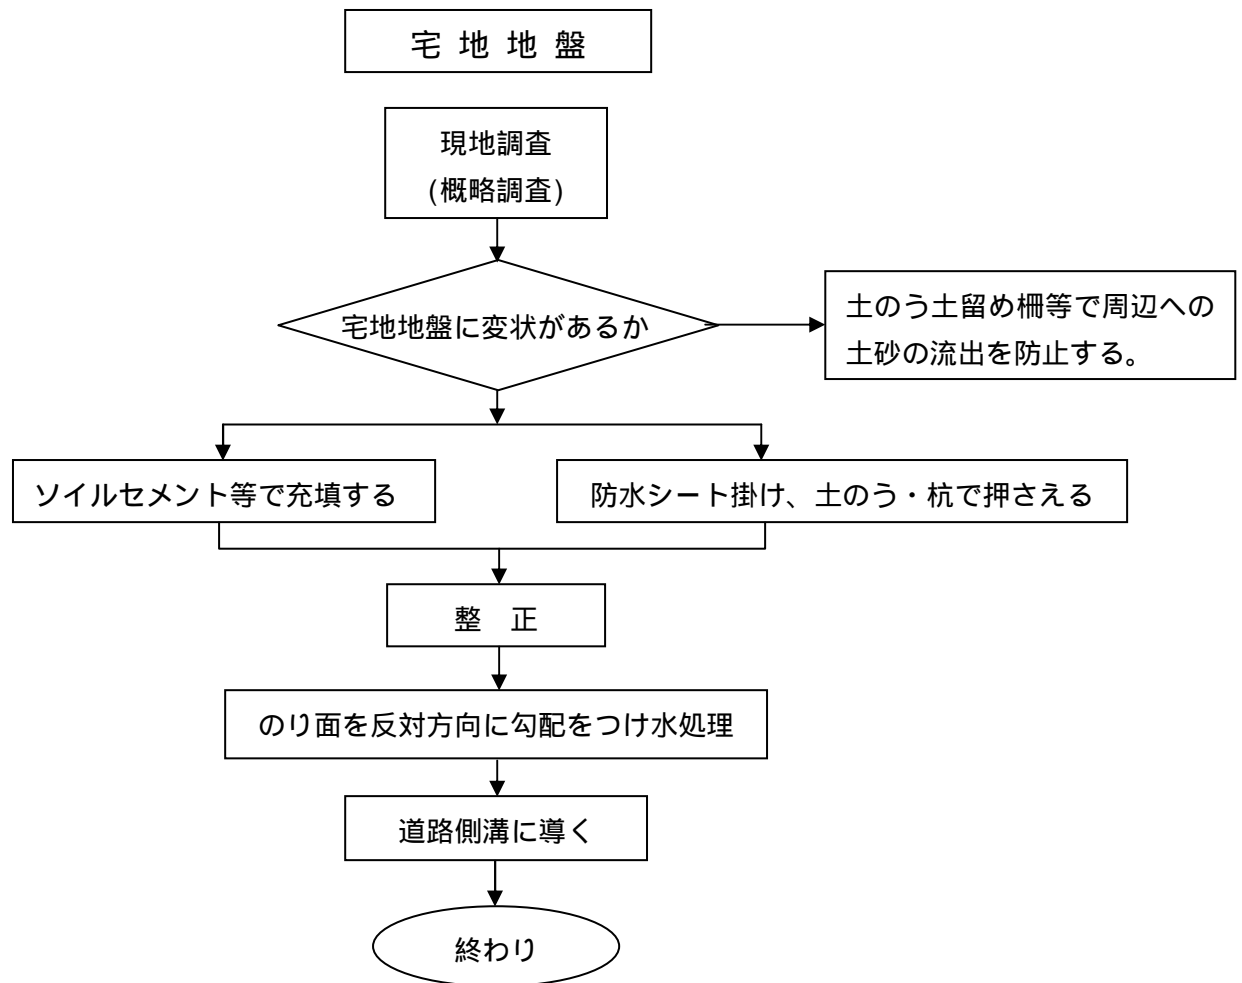 宅 地 地 盤
現地調査
(概略調査)
宅地地盤に変状があるか
土のう土留め柵等で周辺への
土砂の流出を防止する。
ソイルセメント等で充填する
防水シート掛け、土のう・杭で押さえる
整　正
のり面を反対方向に勾配をつけ水処理
道路側溝に導く
終わり